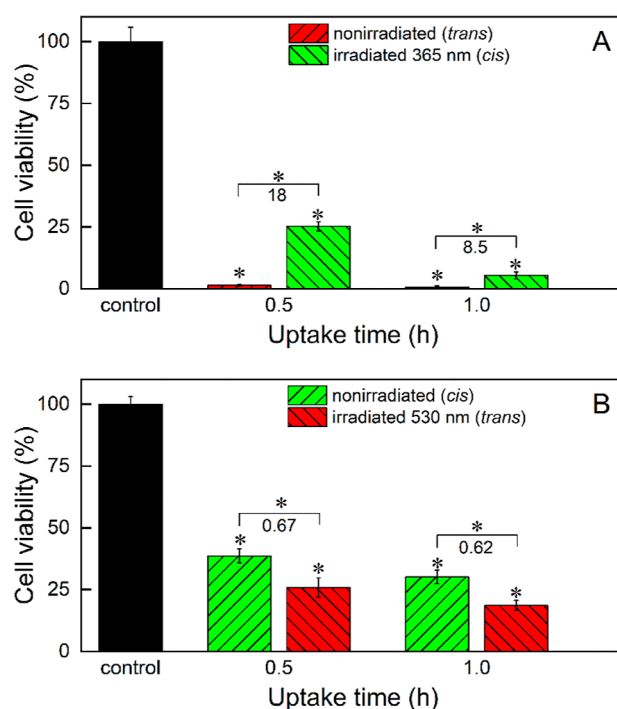 A
nonirradiated (trans)
irradiated 365 nm (cis)
Cell viability (%)
100
75
50
25
0
*
18
*
*
*
8.5
*
*
control
0.5
1.0
Uptake time (h)
B
nonirradiated (cis)
irradiated 530 nm (trans)
Cell viability (%)
100
75
50
25
0
*
0.67
*
*
*
0.62
*
*
control
0.5
1.0
Uptake time (h)